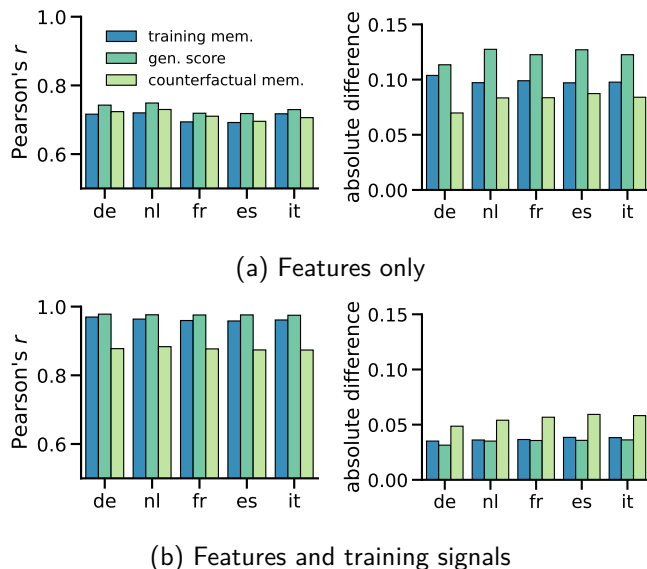 1.0
0.8
0.6
Pearson's r
training mem.
gen. score
counterfactual mem.
de nl fr es it
0.15
0.10
0.05
0.00
absolute difference
de nl fr es it
(a) Features only
1.0
0.8
0.6
Pearson's r
de nl fr es it
0.15
0.10
0.05
0.00
absolute difference
de nl fr es it
(b) Features and training signals